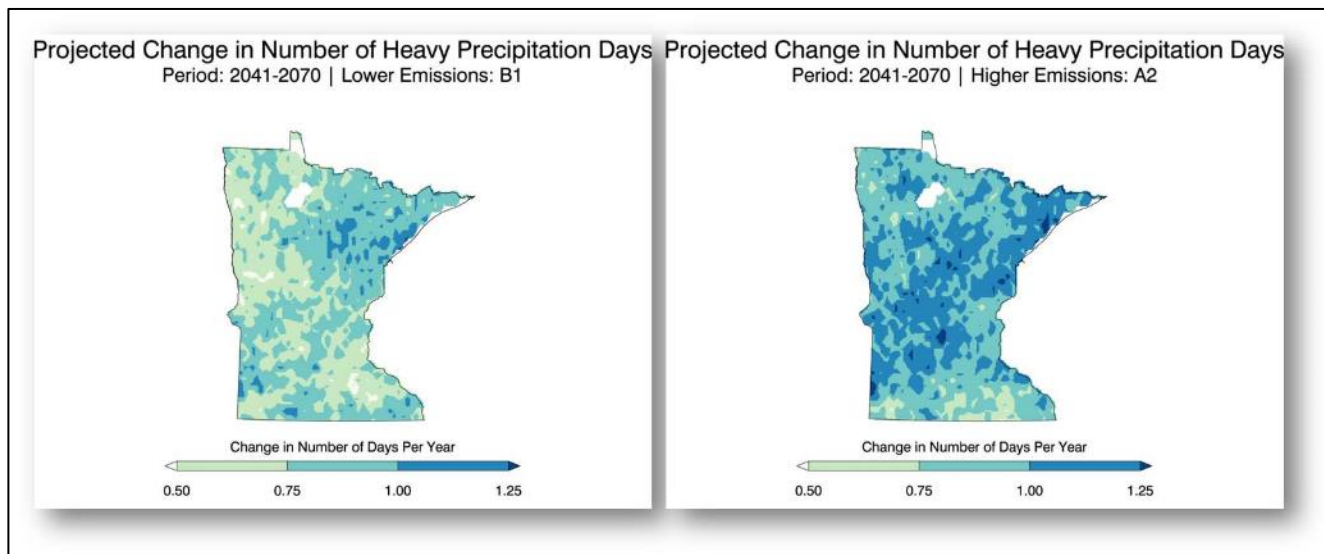 Projected Change in Number of Heavy Precipitation Days
Period: 2041-2070 | Lower Emissions: B1
Change in Number of Days Per Year
0.50 0.75 1.00 1.25
Projected Change in Number of Heavy Precipitation Days
Period: 2041-2070 | Higher Emissions: A2
Change in Number of Days Per Year
0.50 0.75 1.00 1.25